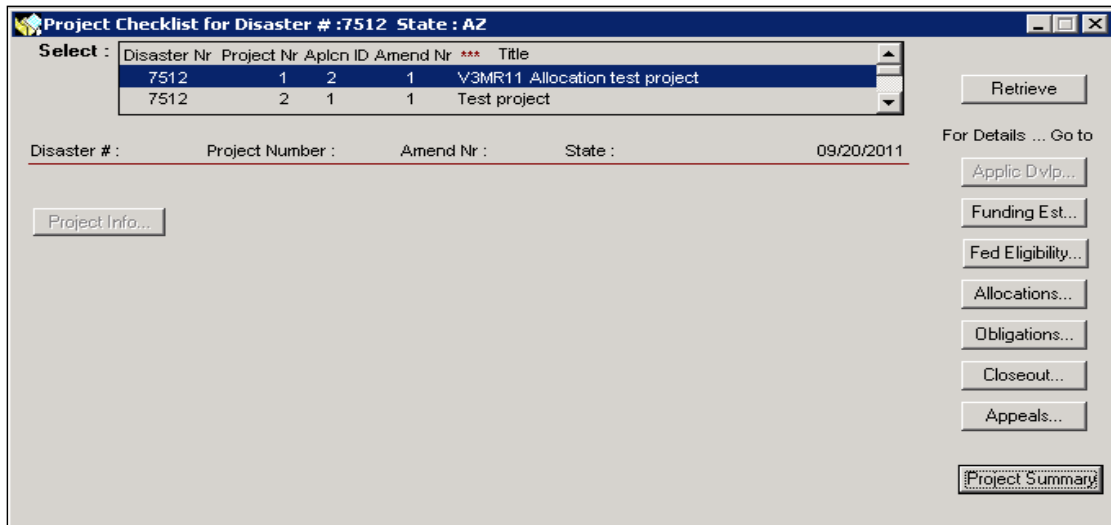 Project Checklist for Disaster # :7512 State : AZ
Select : Disaster Nr Project Nr Aplcn ID Amend Nr *** Title
7512 1 2 1 V3MR11 Allocation test project
7512 2 1 1 Test project
Retrieve
For Details ... Go to
Disaster # : Project Number : Amend Nr : State : 09/20/2011
Applic Dvlp...
Project Info...
Funding Est...
Fed Eligibility...
Allocations...
Obligations...
Closeout...
Appeals...
Project Summary